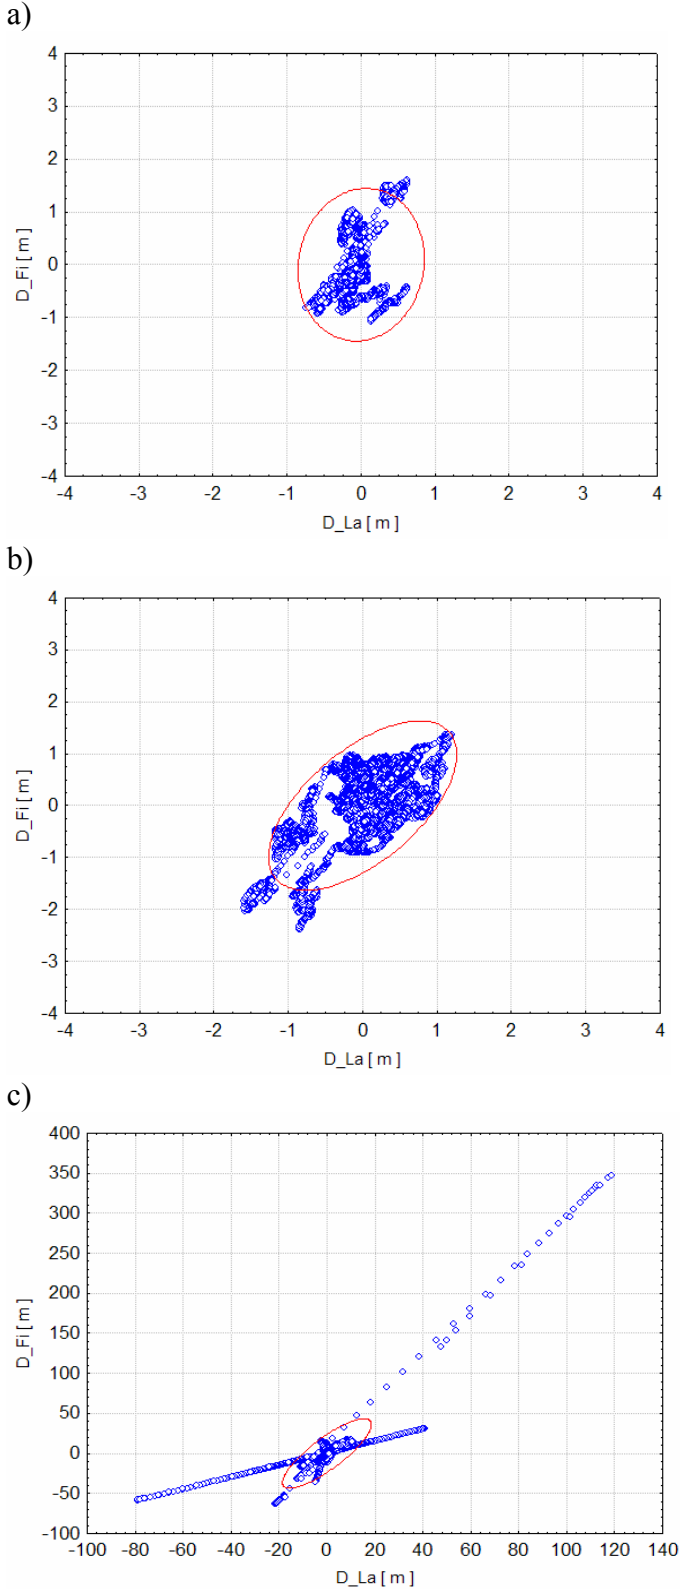 a)
4
3
2
1
0
-1
-2
-3
-4
D_Fi [ m ]
-4 -3 -2 -1 0 1 2 3 4
D_La [ m ]
b)
4
3
2
1
0
-1
-2
-3
-4
D_Fi [ m ]
-4 -3 -2 -1 0 1 2 3 4
D_La [ m ]
c)
400
350
300
250
200
150
100
50
0
-50
-100
D_Fi [ m ]
-100 -80 -60 -40 -20 0 20 40 60 80 100 120 140
D_La [ m ]